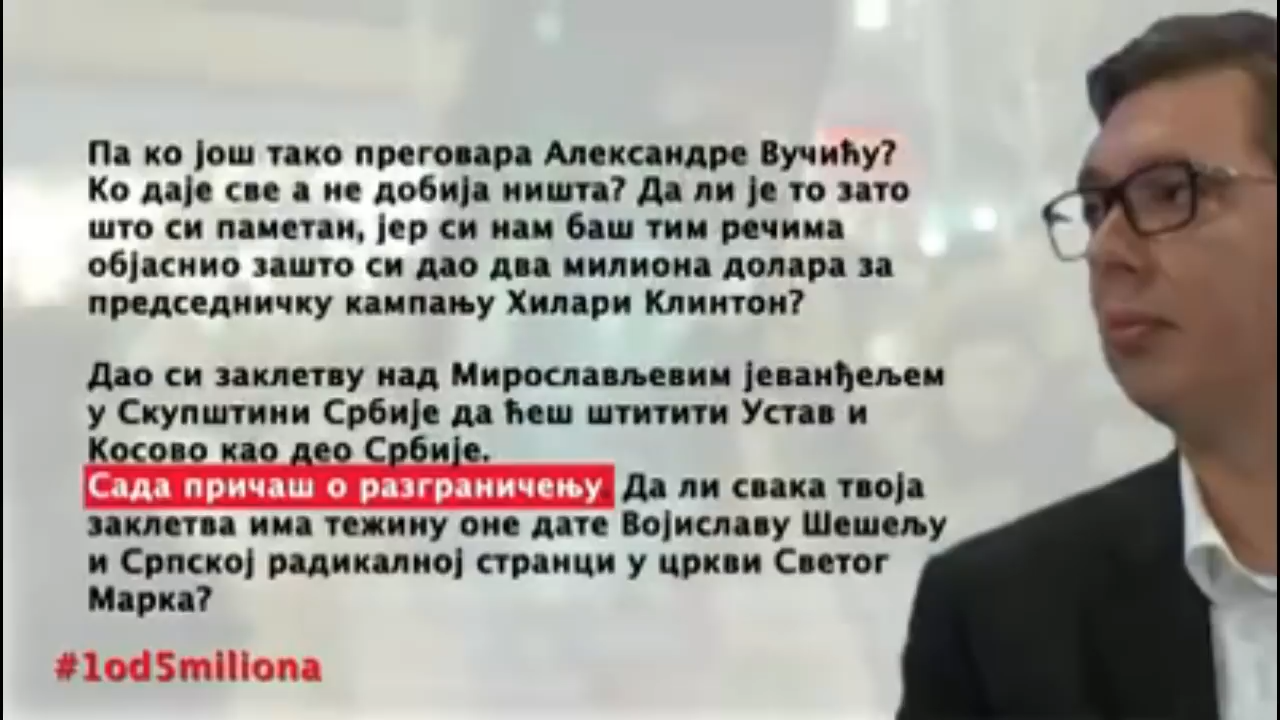 Па ко још тако преговара Александре Вучићу?
Ко даје све а не добија ништа? Да ли је то зато
што си паметан, јер си нам баш тим речима
објаснио зашто си дао два милиона долара за
председничку кампању Хилари Клинтон?
Дао си заклетву над Мирослављевим јеванђељем
у Скупштини Србије да ћеш штитити Устав и
Косово као део Србије.
Сада причаш о разграничењу. Да ли свака твоја
заклетва има тежину оне дате Војиславу Шешељу
и Српској радикалној странци у цркви Светог
Марка?
#1od5miliona